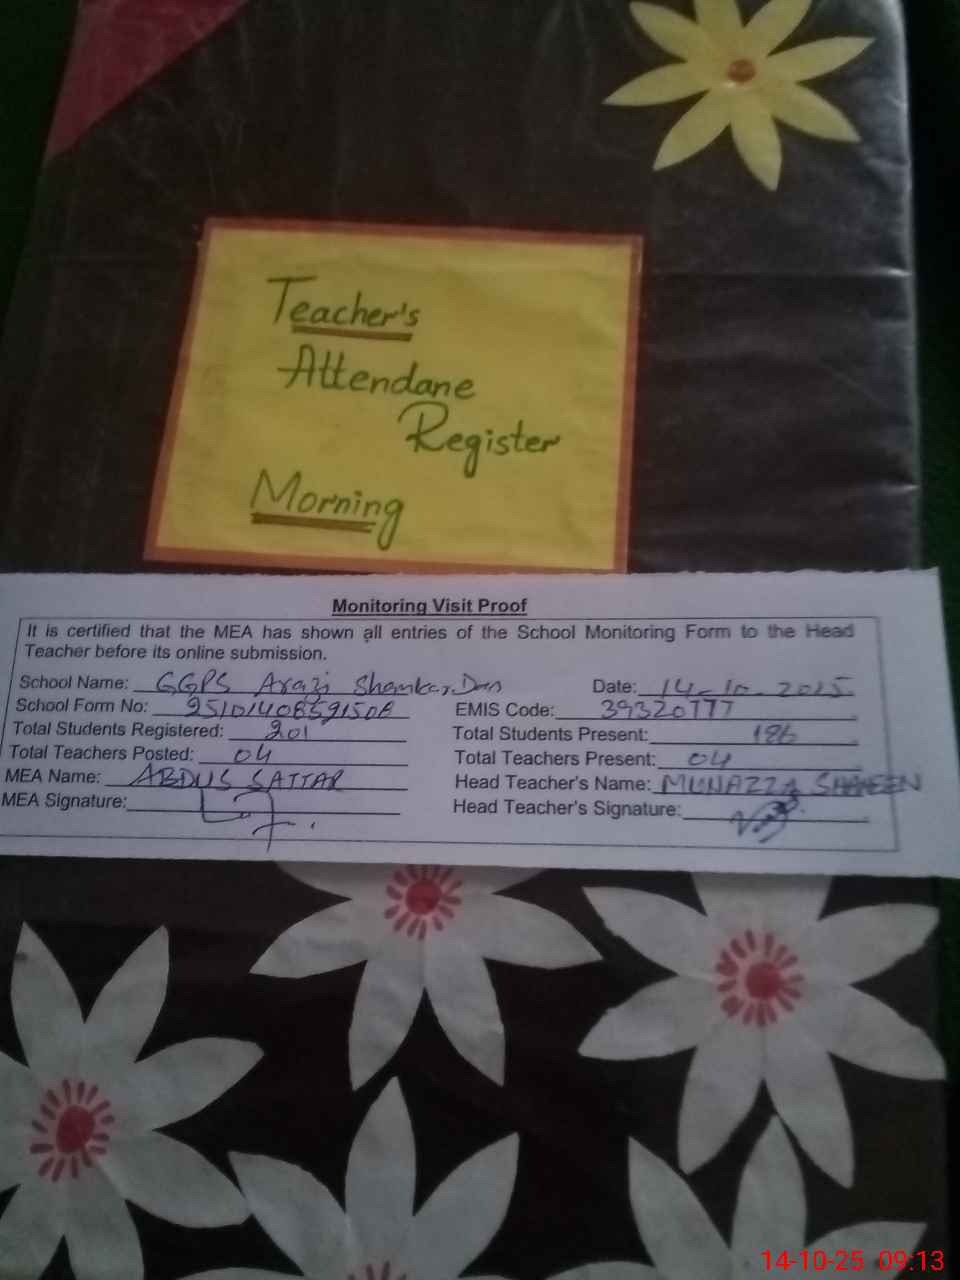 Teacher's
Attendane
Register
Morning
Monitoring Visit Proof
It is certified that the MEA has shown all entries of the School Monitoring Form to the Head
Teacher before its online submission.
School Name: GGPS Arazi Shankar Das Date: 14-10-2025
School Form No: EMIS Code: 39320777
Total Students Registered: 201 Total Students Present: 186
Total Teachers Posted: 04 Total Teachers Present: 04
MEA Name: ABDUS SATTAR Head Teacher's Name: MUNAZZA SHAHEEN
MEA Signature: Head Teacher's Signature:
14-10-25 09:13